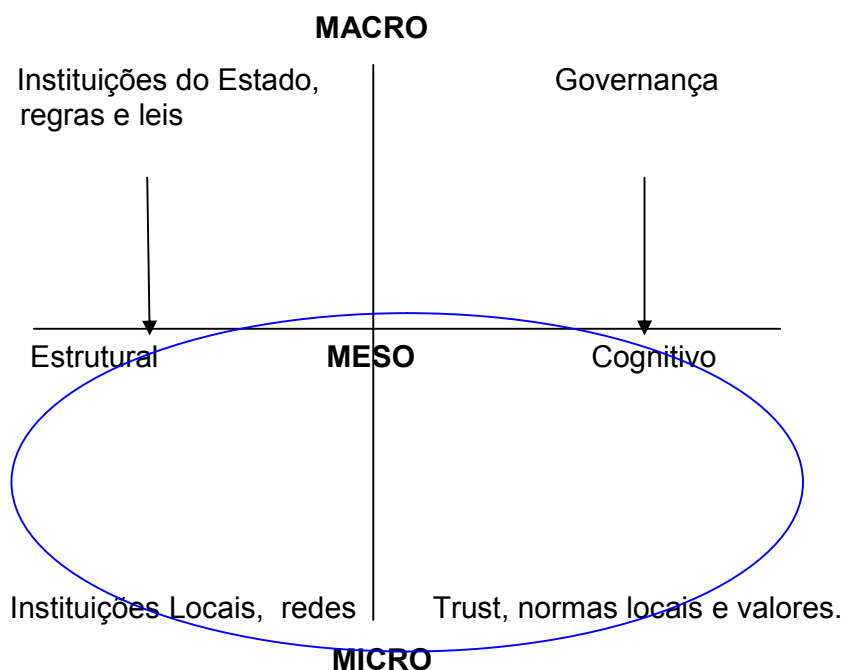 MACRO
Instituições do Estado,
regras e leis
Governança
Estrutural
MESO
Cognitivo
Instituições Locais, redes
Trust, normas locais e valores.
MICRO